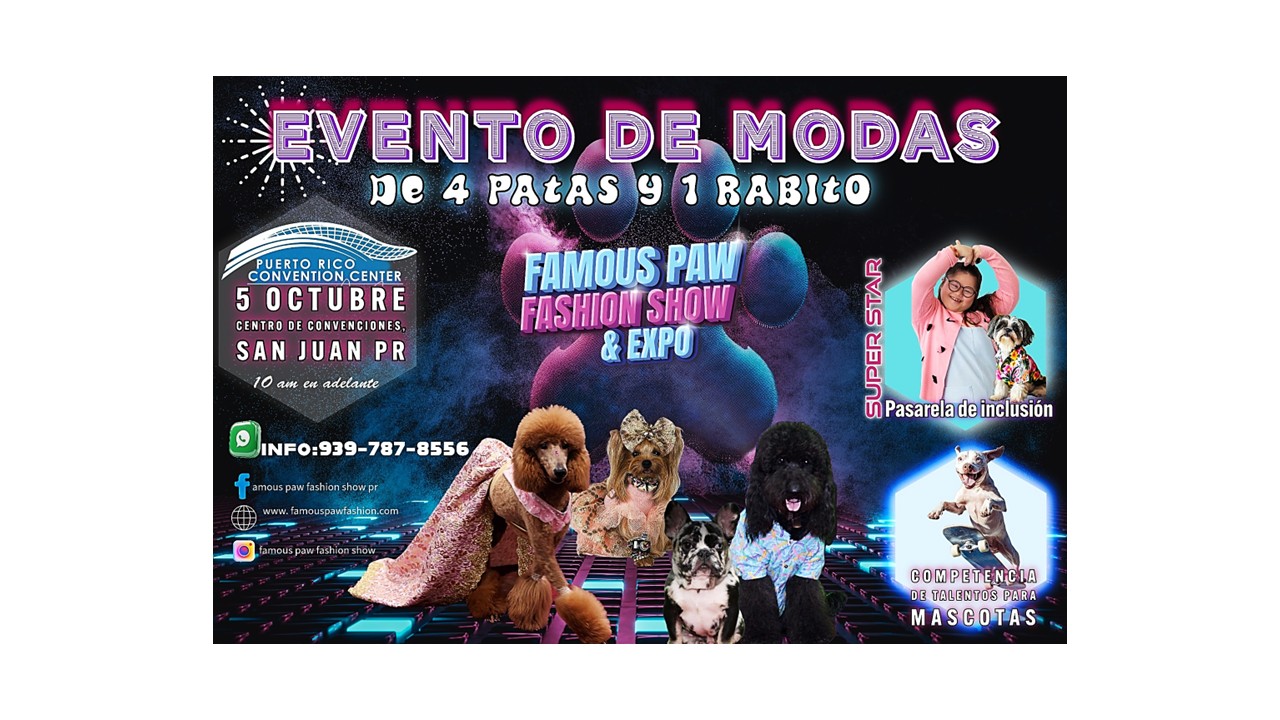 EVENTO DE MODAS
De 4 PAtAS y 1 RABItO
PUERTO RICO
CONVENTION CENTER
5 OCTUBRE
CENTRO DE CONVENCIONES,
SAN JUAN PR
10 am en adelante
FAMOUS PAW
FASHION SHOW
& EXPO
SUPER STAR
Pasarela de inclusión
INFO:939-787-8556
amous paw fashion show pr
www. famouspawfashion.com
famous paw fashion show
COMPETENCIA
DE TALENTOS PARA
MASCOTAS